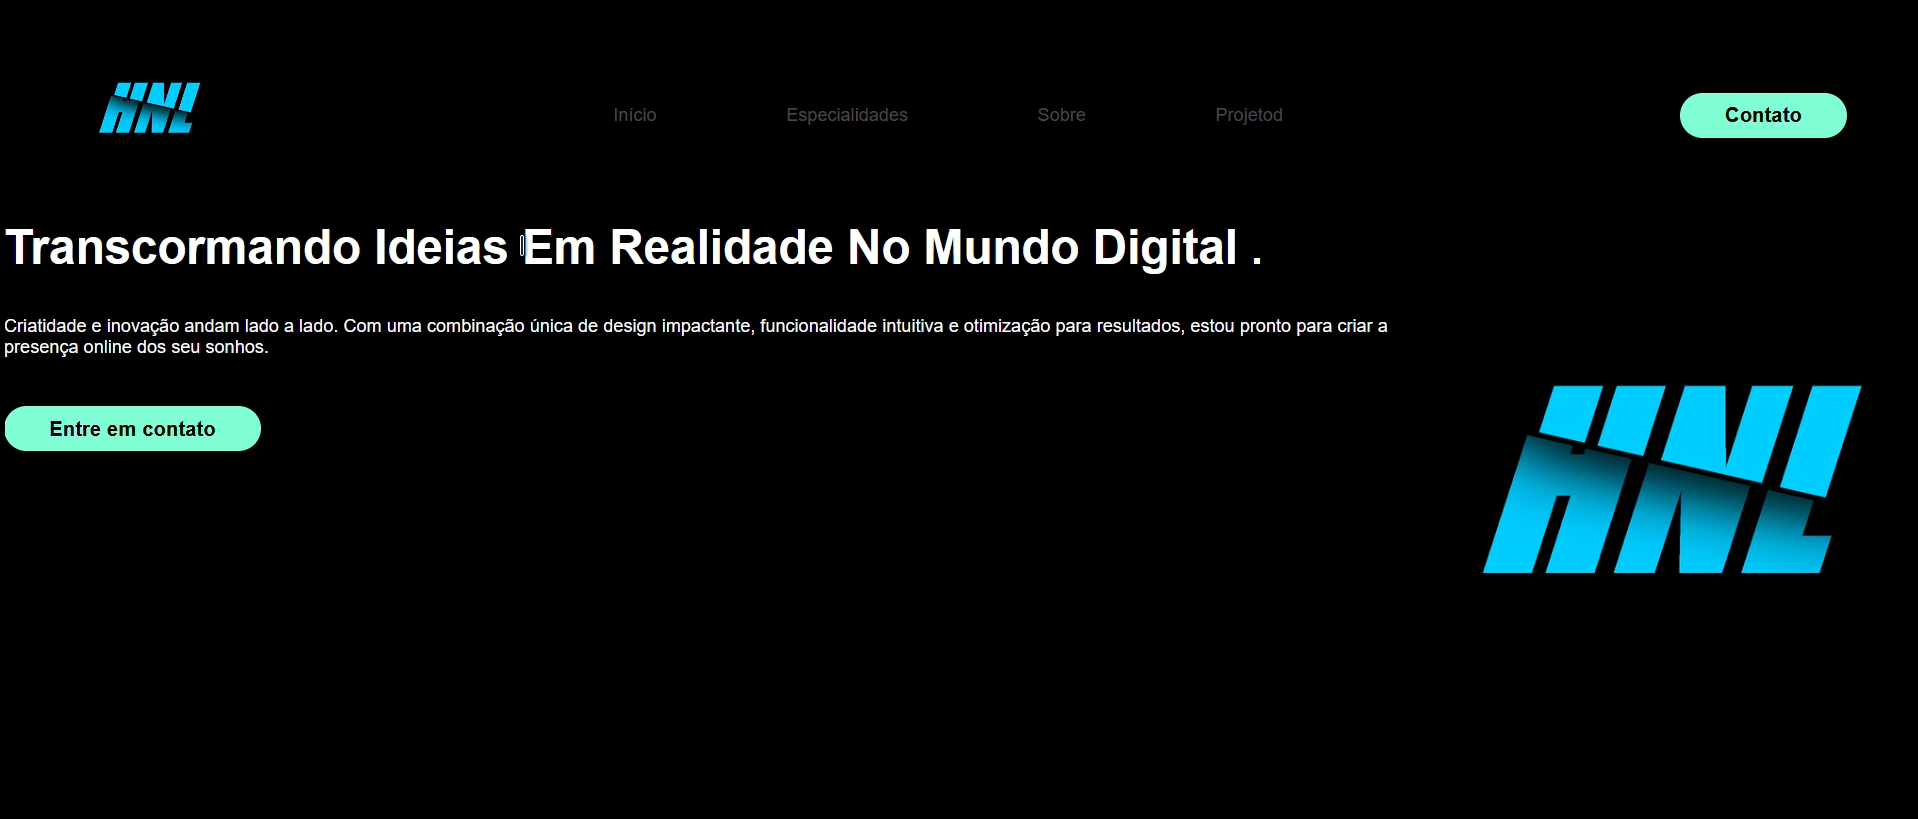 HNL
Início
Especialidades
Sobre
Projetod
Contato
Transcormando Ideias Em Realidade No Mundo Digital .
Criatidade e inovação andam lado a lado. Com uma combinação única de design impactante, funcionalidade intuitiva e otimização para resultados, estou pronto para criar a
presença online dos seu sonhos.
Entre em contato
HNL